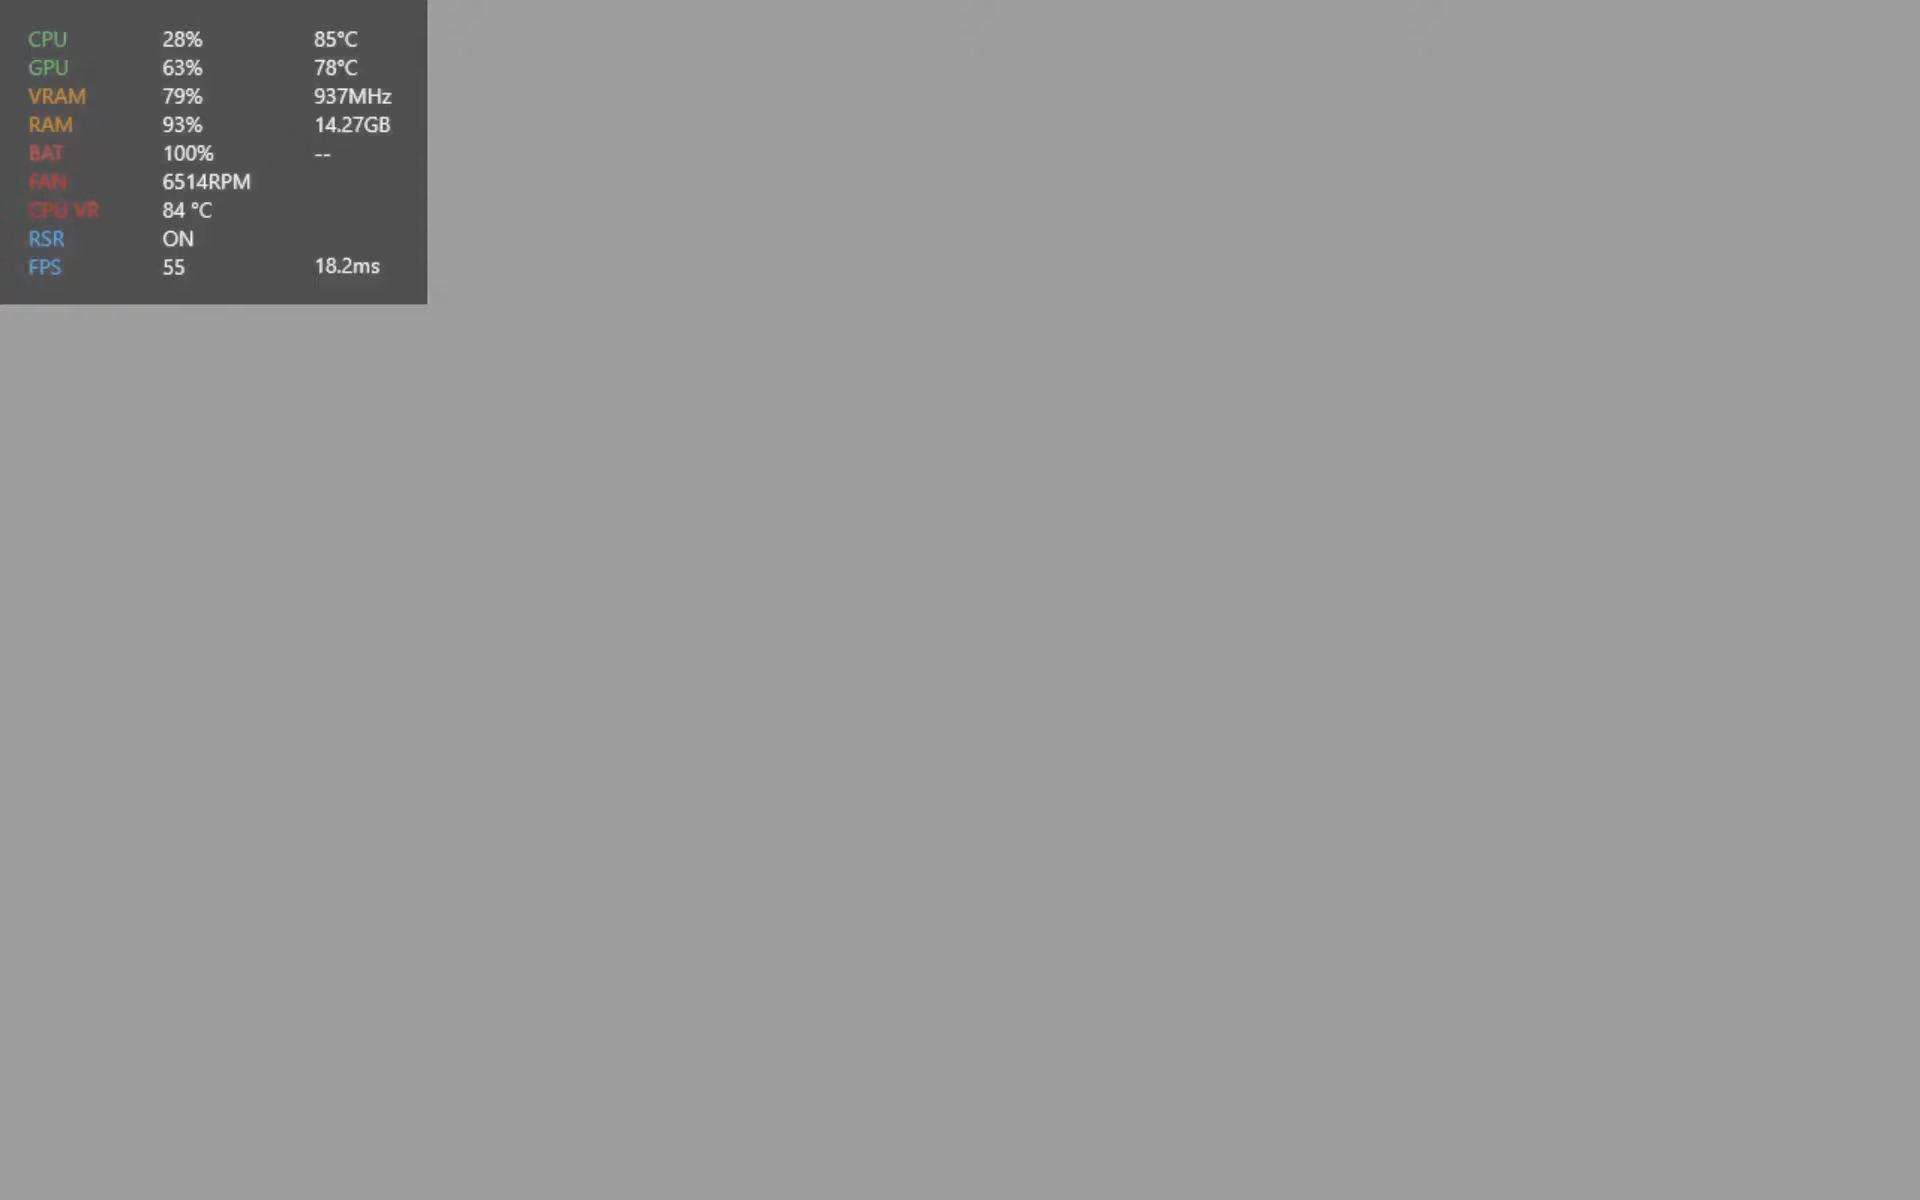 CPU 28% 85°C
GPU 63% 78°C
VRAM 79% 937MHz
RAM 93% 14.27GB
BAT 100% --
FAN 6514RPM
CPU VR 84 °C
RSR ON
FPS 55 18.2ms